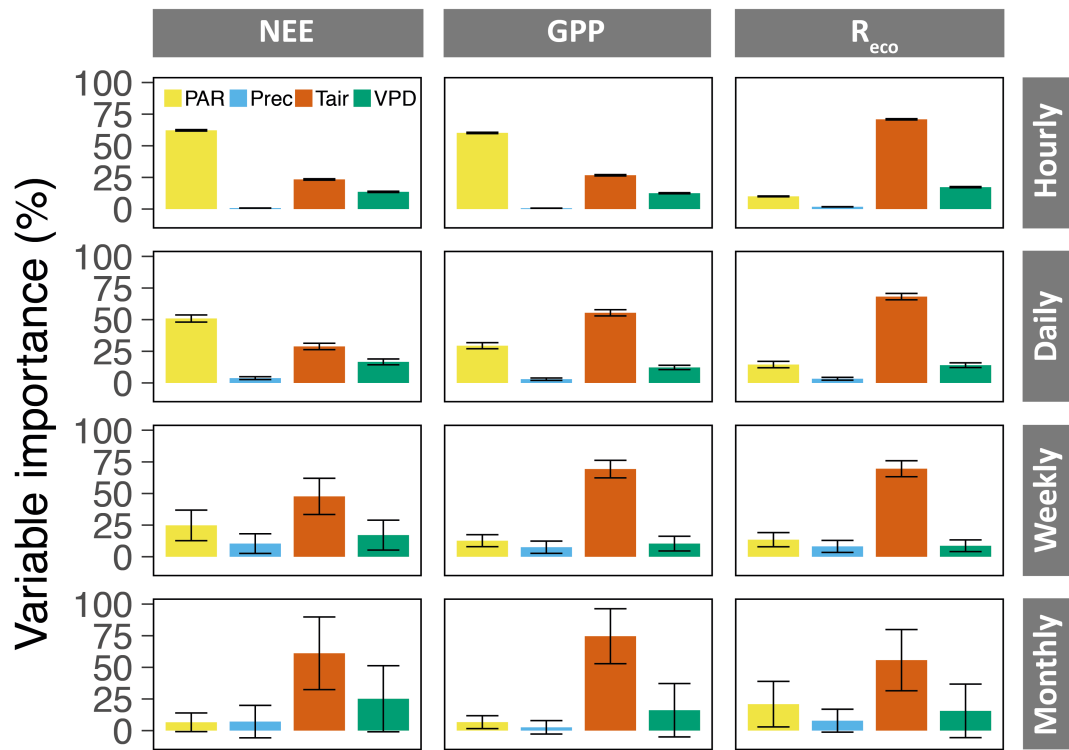 NEE GPP Reco
PAR Prec Tair VPD
Variable importance (%)
100
75
50
25
0
Hourly
100
75
50
25
0
Daily
100
75
50
25
0
Weekly
100
75
50
25
0
Monthly